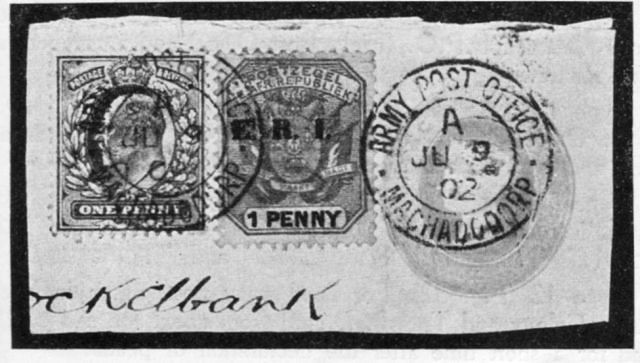 POSTAGE REVENUE
ONE PENNY
POSTZEGEL
AFR. REPUBLIEK
E. R. I.
1 PENNY
ARMY POST OFFICE
A
JU 9
02
MACHADODORP
ockelbank